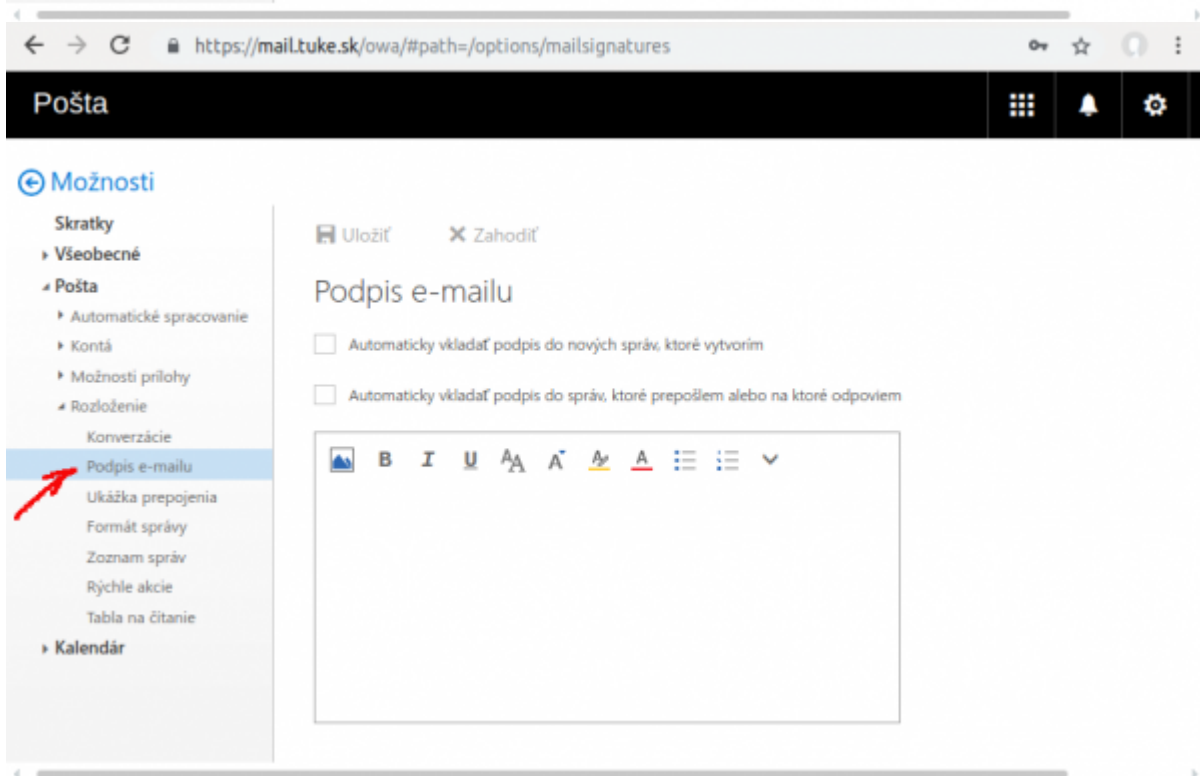 https://mail.tuke.sk/owa/#path=/options/mailsignatures
Pošta
Možnosti
Skratky
Všeobecné
Pošta
Automatické spracovanie
Kontá
Možnosti prílohy
Rozloženie
Konverzácie
Podpis e-mailu
Ukážka prepojenia
Formát správy
Zoznam správ
Rýchle akcie
Tabla na čítanie
Kalendár
Uložiť Zahodiť
Podpis e-mailu
Automaticky vkladať podpis do nových správ, ktoré vytvorím
Automaticky vkladať podpis do správ, ktoré prepošlem alebo na ktoré odpoviem
B I U AA A A